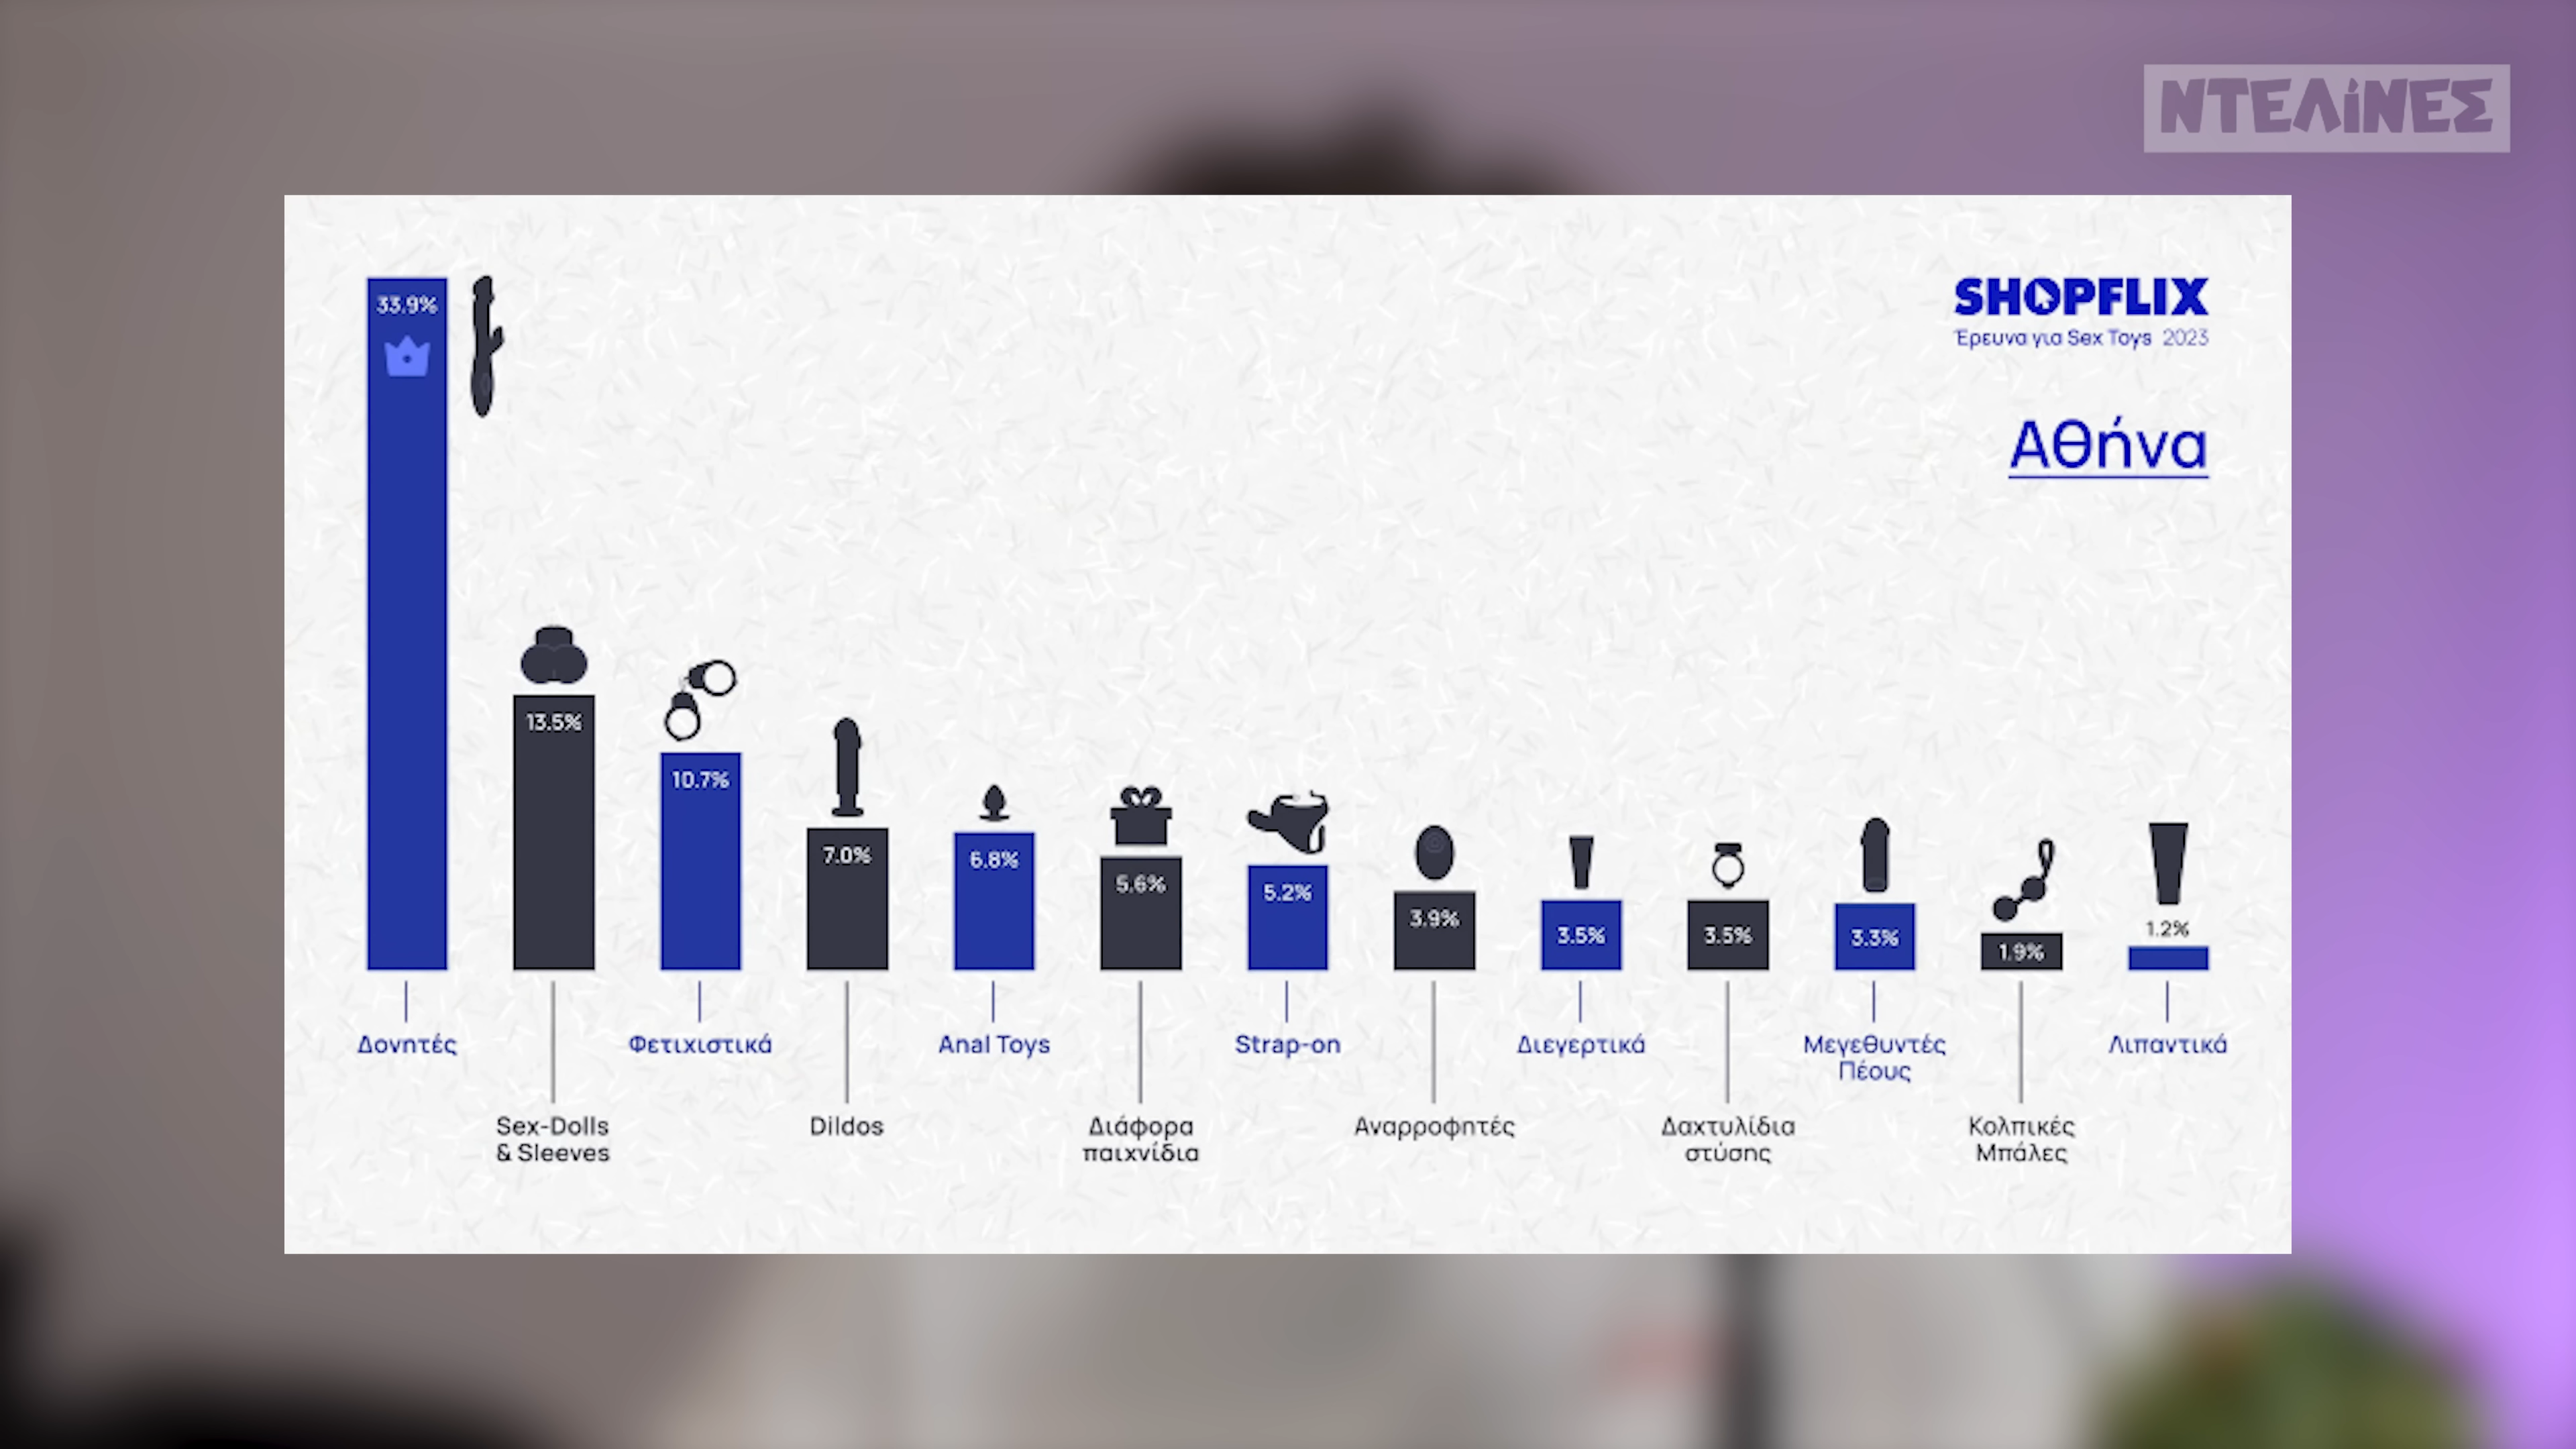 ΝΤΕΛίΝΕΣ
SHOPFLIX
Έρευνα για Sex Toys 2023
Αθήνα
33.9%
13.5%
10.7%
7.0%
6.8%
5.6%
5.2%
3.9%
3.5%
3.5%
3.3%
1.9%
1.2%
Δονητές
Sex-Dolls
& Sleeves
Φετιχιστικά
Dildos
Anal Toys
Διάφορα
παιχνίδια
Strap-on
Αναρροφητές
Διεγερτικά
Δαχτυλίδια
στύσης
Μεγεθυντές
Πέους
Κολπικές
Μπάλες
Λιπαντικά